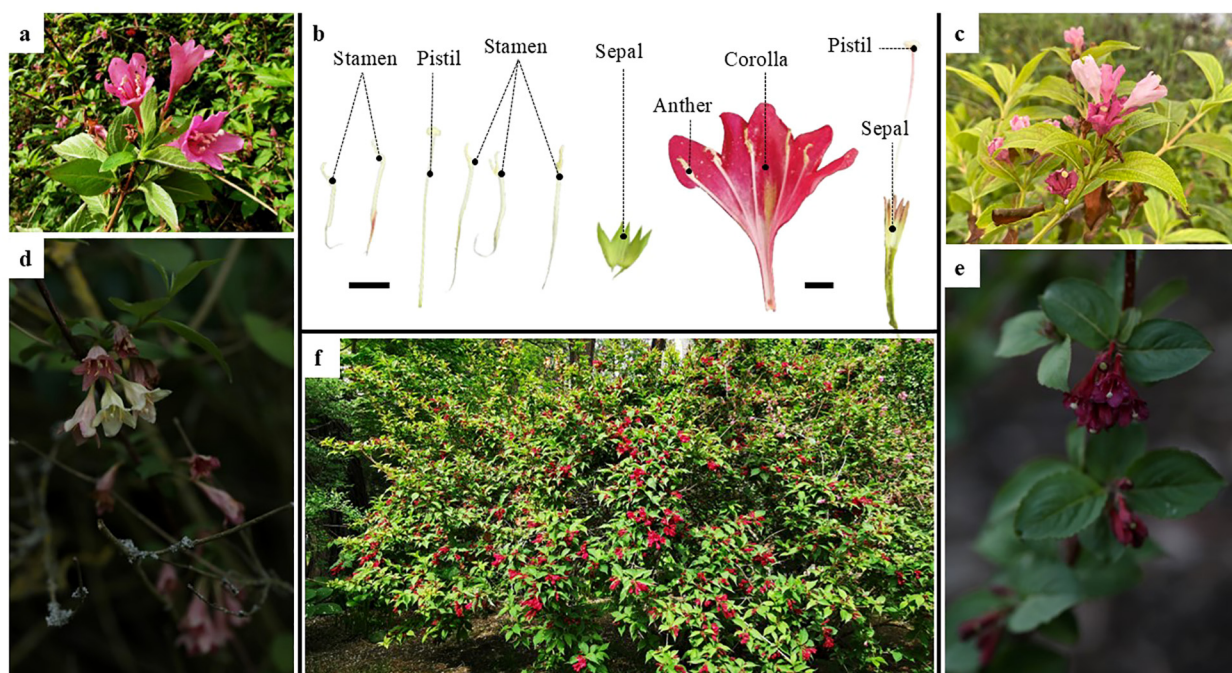 a
b
Stamen
Pistil
Stamen
Sepal
Corolla
Anther
Pistil
Sepal
c
d
e
f